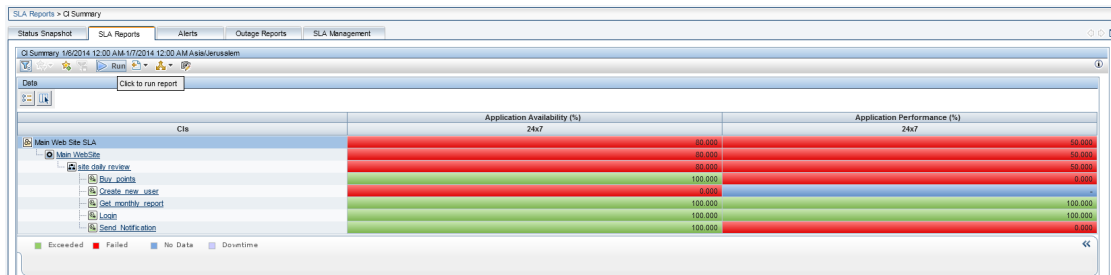 SLA Reports > CI Summary
Status Snapshot SLA Reports Alerts Outage Reports SLA Management
CI Summary 1/6/2014 12:00 AM-1/7/2014 12:00 AM Asia/Jerusalem
Run
Data Click to run report
Application Availability (%) Application Performance (%)
CIs 24x7 24x7
Main Web Site SLA 80.000 50.000
Main WebSite 80.000 50.000
site daily review 80.000 50.000
Buy_points 100.000 0.000
Create_new_user 0.000 -
Get_monthly_report 100.000 100.000
Login 100.000 100.000
Send_Notification 100.000 0.000
Exceeded Failed No Data Downtime